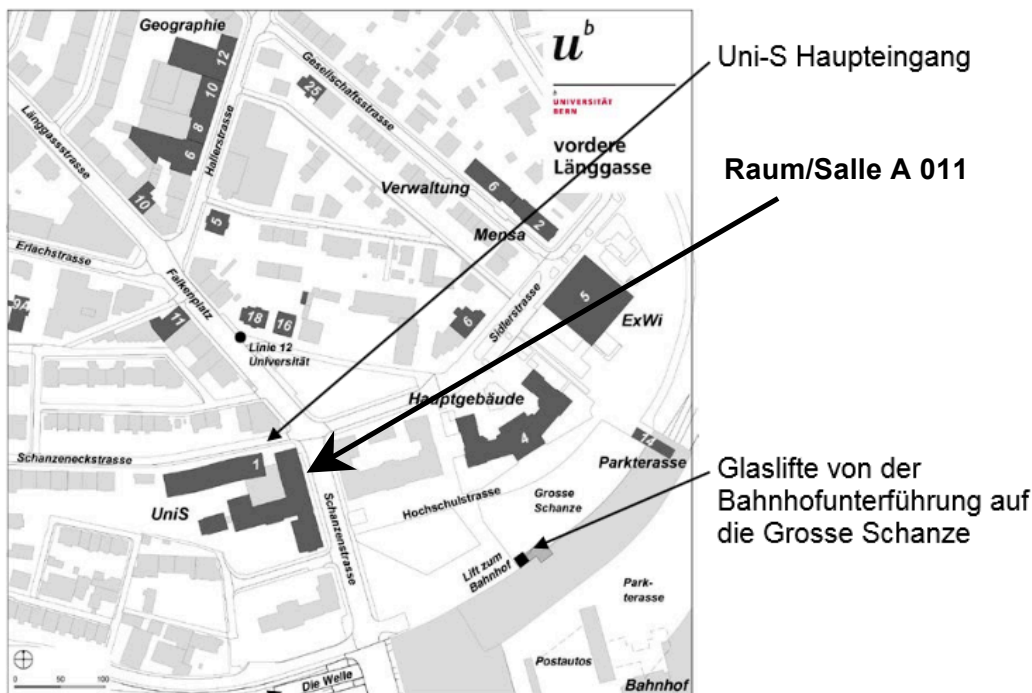 Geographie
12
10
8
6
25
Gesellschaftsstrasse
Länggassstrasse
Hallerstrasse
u b
b
UNIVERSITÄT
BERN
vordere
Länggasse
Uni-S Haupteingang
Raum/Salle A 011
Verwaltung
6
2
Mensa
10
5
Erlachstrasse
Falkenplatz
9A
11
18
16
Linie 12
Universität
6
Sidlerstrasse
5
ExWi
Hauptgebäude
4
14
Parkterasse
Schanzeneckstrasse
1
UniS
Schanzenstrasse
Hochschulstrasse
Grosse
Schanze
Glaslifte von der
Bahnhofunterführung auf
die Grosse Schanze
Lift zum
Bahnhof
Park-
terasse
Postautos
Bahnhof
Die Welle
0 50 100